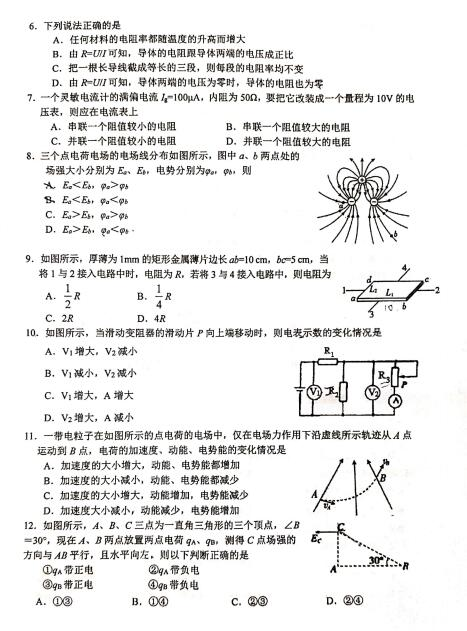 6．下列说法正确的是
A．任何材料的电阻率都随温度的升高而增大
B．由 R=U/I 可知，导体的电阻跟导体两端的电压成正比
C．把一根长导线截成等长的三段，则每段的电阻率均不变
D．由 R=U/I 可知，导体两端的电压为零时，导体的电阻也为零
7．一个灵敏电流计的满偏电流 Ig=100μA，内阻为 50Ω，要把它改装成一个量程为 10V 的电
压表，则应在电流表上
A．串联一个阻值较小的电阻 B．串联一个阻值较大的电阻
C．并联一个阻值较小的电阻 D．并联一个阻值较大的电阻
8．三个点电荷电场的电场线分布如图所示，图中 a、b 两点处的
场强大小分别为 Ea、Eb，电势分别为φa，φb，则
A．Ea<Eb，φa>φb
B．Ea<Eb，φa<φb
C．Ea>Eb，φa>φb
D．Ea>Eb，φa<φb
a
b
9．如图所示，厚薄为 1mm 的矩形金属薄片边长 ab=10 cm，bc=5 cm，当
将 1 与 2 接入电路中时，电阻为 R，若将 3 与 4 接入电路中，则电阻为
A．1/2 R B．1/4 R
C．2R D．4R
4
d c
1 L₂ L₁ 2
a b
3 10
10．如图所示，当滑动变阻器的滑动片 P 向上端移动时，则电表示数的变化情况是
A．V₁ 增大，V₂ 减小
B．V₁ 减小，V₂ 减小
C．V₁ 增大，A 增大
D．V₂ 增大，A 减小
R₁
V₁ R₂ V₂ R₃ P
A
11．一带电粒子在如图所示的点电荷的电场中，仅在电场力作用下沿虚线所示轨迹从 A 点
运动到 B 点，电荷的加速度、动能、电势能的变化情况是
A．加速度的大小增大，动能、电势能都增加
B．加速度的大小减小，动能、电势能都减少
C．加速度的大小增大，动能增加，电势能减少
D．加速度大小减小，动能减少，电势能增加
vB
B
A
vA
12．如图所示，A、B、C 三点为一直角三角形的三个顶点，∠B
=30°，现在 A、B 两点放置两点电荷 qA、qB，测得 C 点场强的
方向与 AB 平行，且水平向左，则以下判断正确的是
①qA 带正电 ②qA 带负电
③qB 带正电 ④qB 带负电
A．①③ B．①④ C．②③ D．②④
EC C
30°
A B